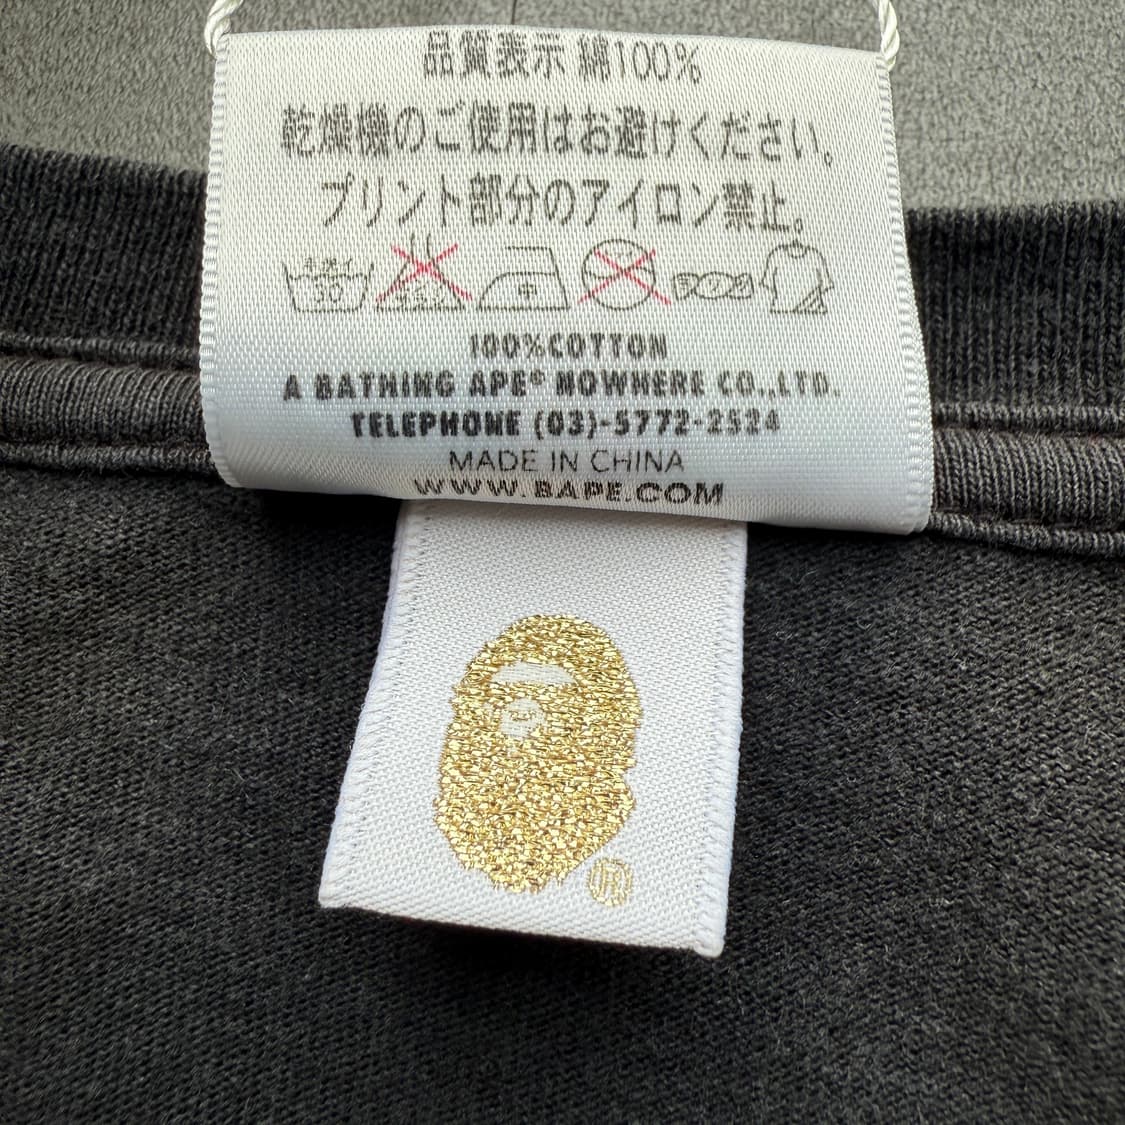 品質表示 綿100%
乾燥機のご使用はお避けください。
プリント部分のアイロン禁止。
30
100%COTTON
A BATHING APE® NOWHERE CO.,LTD.
TELEPHONE (03)-5772-2524
MADE IN CHINA
WWW.BAPE.COM